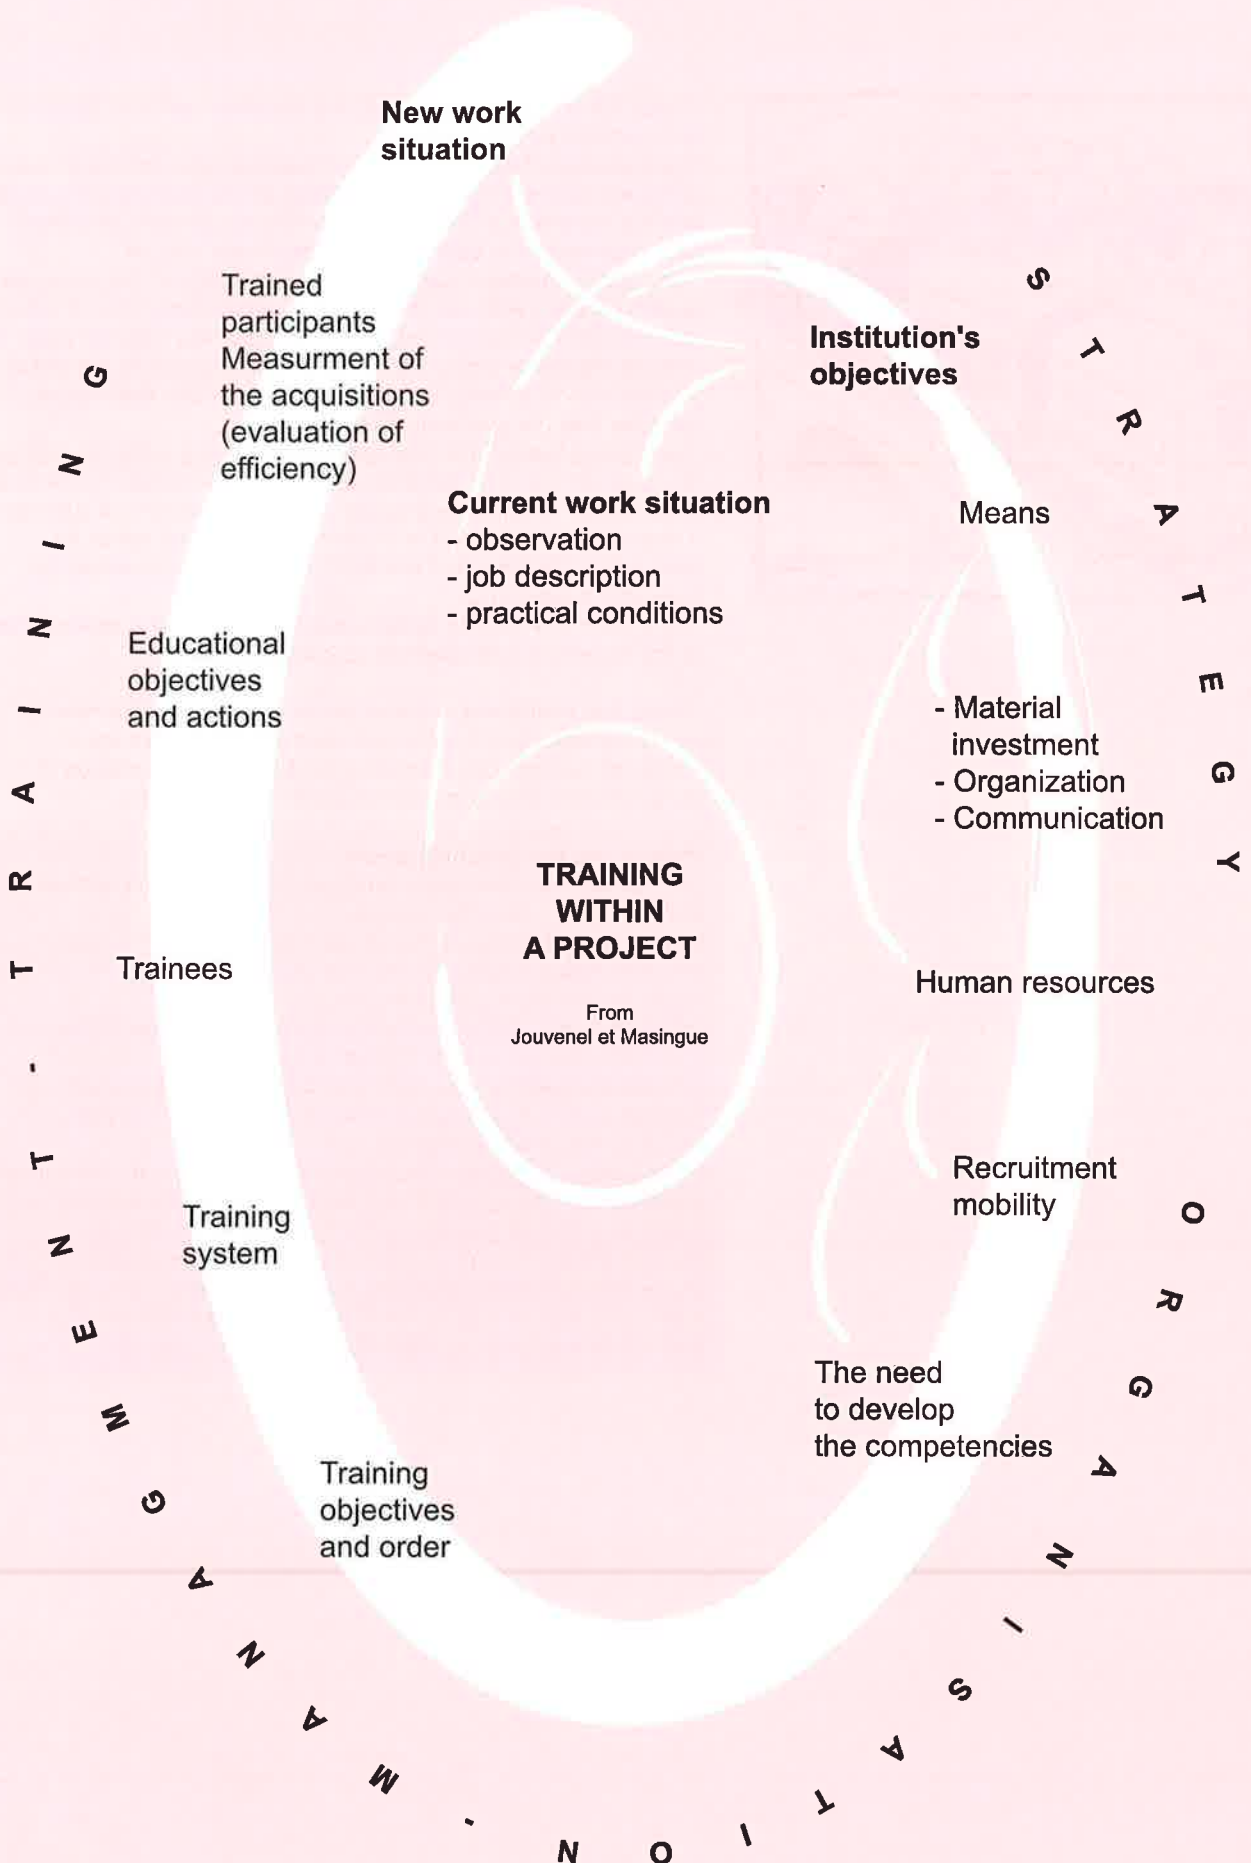 New work
situation
Trained
participants
Measurment of
the acquisitions
(evaluation of
efficiency)
Institution's
objectives
Current work situation
- observation
- job description
- practical conditions
Means
Educational
objectives
and actions
- Material
investment
- Organization
- Communication
TRAINING
WITHIN
A PROJECT
From
Jouvenel et Masingue
Trainees
Human resources
Recruitment
mobility
Training
system
The need
to develop
the competencies
Training
objectives
and order
STRATEGY
ORGANISATION - MANAGMENT - TRAINING